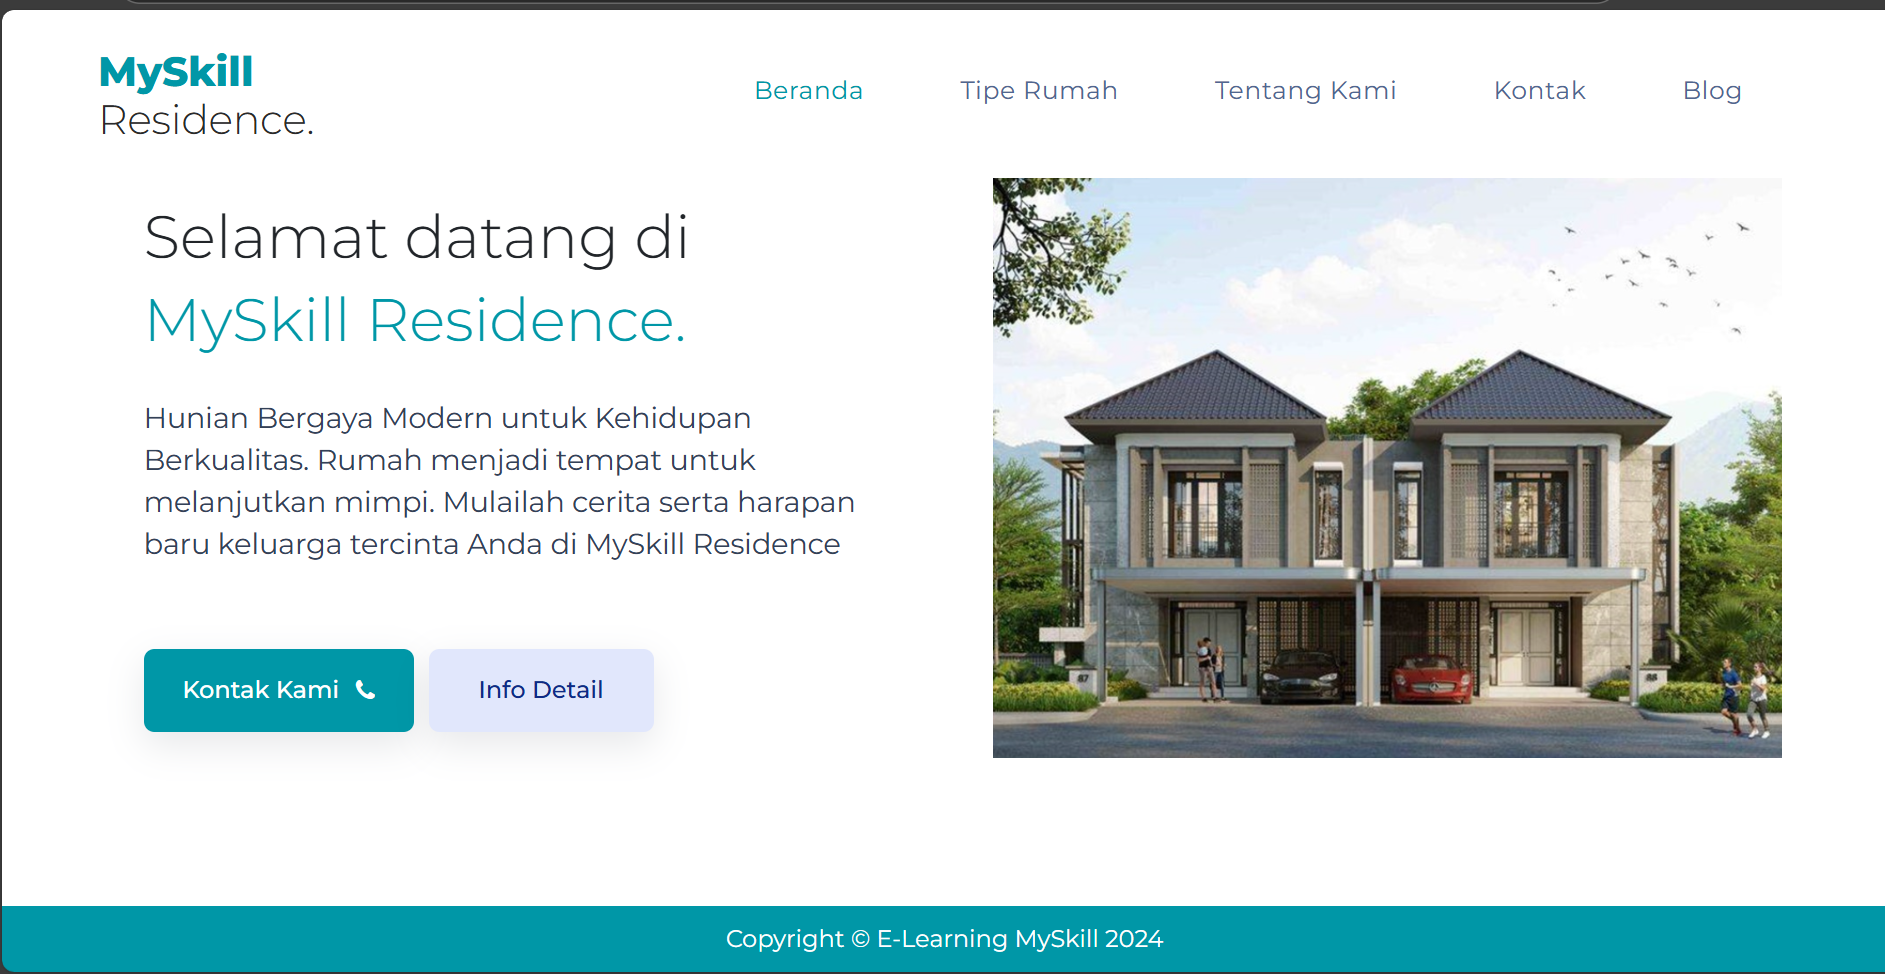 MySkill
Residence.
Beranda
Tipe Rumah
Tentang Kami
Kontak
Blog
Selamat datang di
MySkill Residence.
Hunian Bergaya Modern untuk Kehidupan
Berkualitas. Rumah menjadi tempat untuk
melanjutkan mimpi. Mulailah cerita serta harapan
baru keluarga tercinta Anda di MySkill Residence
Kontak Kami
Info Detail
87
88
Copyright © E-Learning MySkill 2024